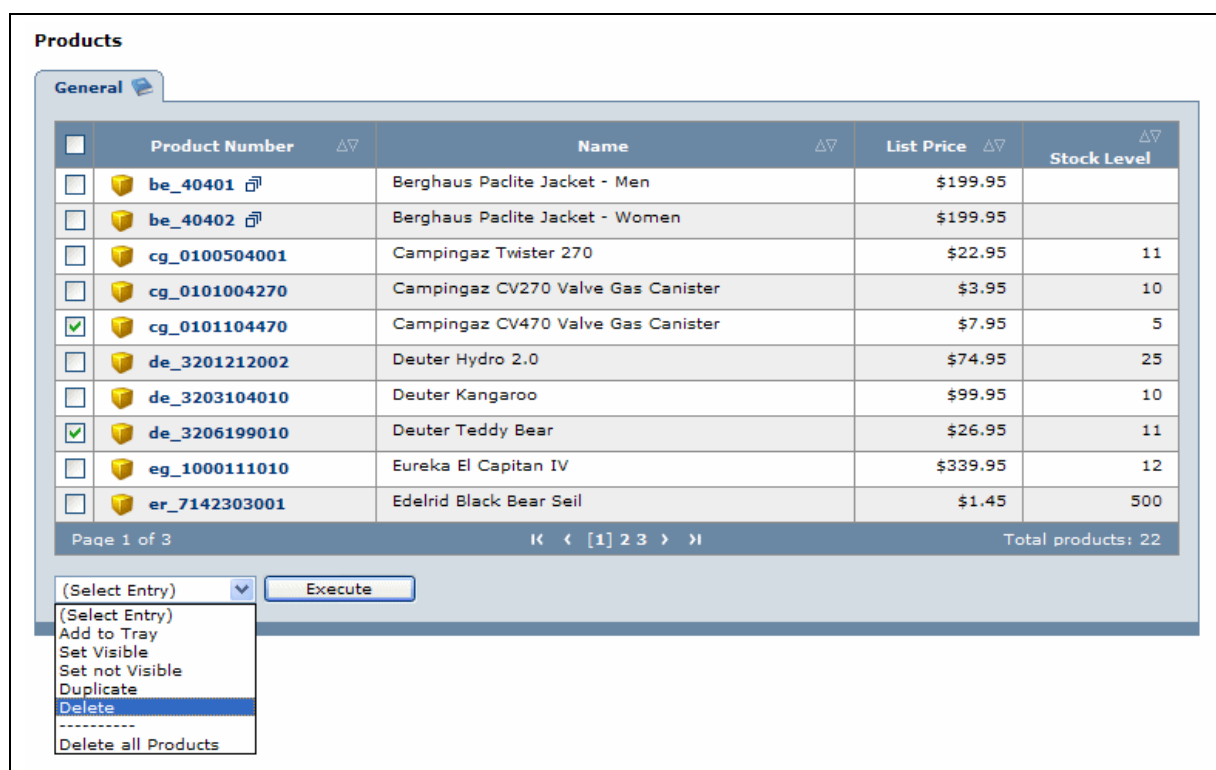 Products
General
Product Number Name List Price Stock Level
be_40401 Berghaus Paclite Jacket - Men $199.95
be_40402 Berghaus Paclite Jacket - Women $199.95
cg_0100504001 Campingaz Twister 270 $22.95 11
cg_0101004270 Campingaz CV270 Valve Gas Canister $3.95 10
cg_0101104470 Campingaz CV470 Valve Gas Canister $7.95 5
de_3201212002 Deuter Hydro 2.0 $74.95 25
de_3203104010 Deuter Kangaroo $99.95 10
de_3206199010 Deuter Teddy Bear $26.95 11
eg_1000111010 Eureka El Capitan IV $339.95 12
er_7142303001 Edelrid Black Bear Seil $1.45 500
Page 1 of 3 [1] 2 3 Total products: 22
(Select Entry) Execute
(Select Entry)
Add to Tray
Set Visible
Set not Visible
Duplicate
Delete
----------
Delete all Products